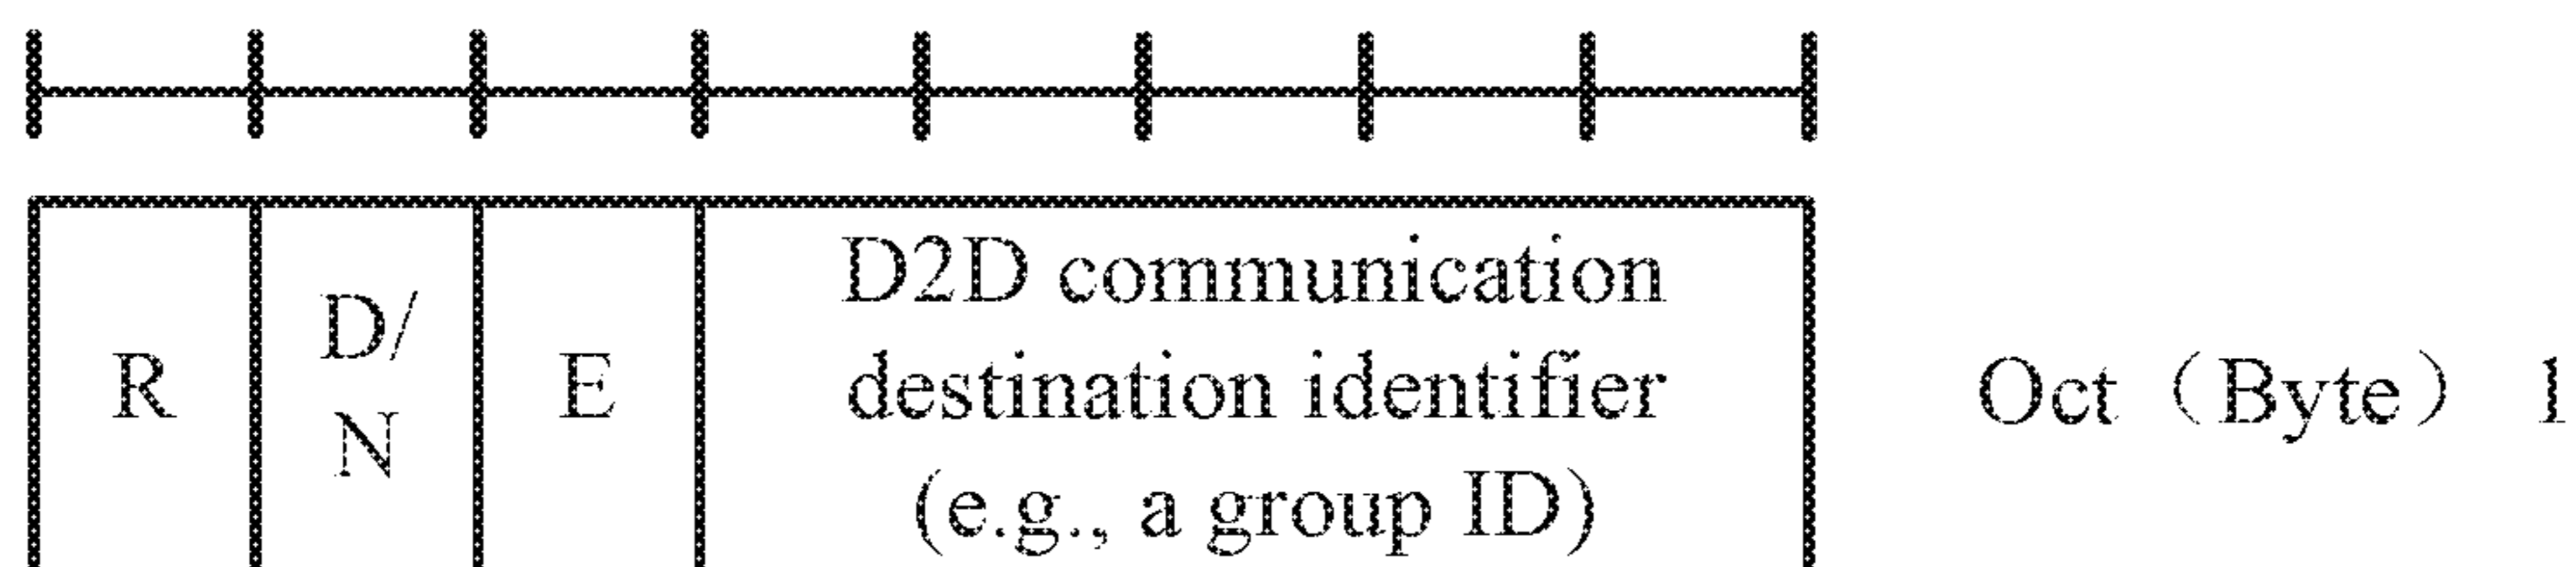 R
D/
N
E
D2D communication
destination identifier
(e.g., a group ID)
Oct（Byte） 1